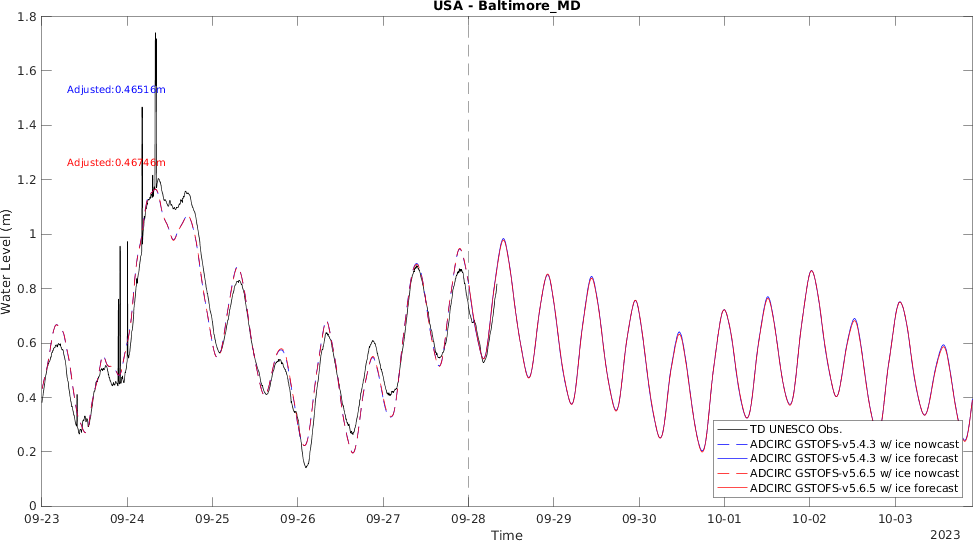 USA - Baltimore_MD
1.8
1.6
1.4
1.2
1
0.8
0.6
0.4
0.2
0
Water Level (m)
Adjusted:0.46516m
Adjusted:0.46746m
TD UNESCO Obs.
ADCIRC GSTOFS-v5.4.3 w/ ice nowcast
ADCIRC GSTOFS-v5.4.3 w/ ice forecast
ADCIRC GSTOFS-v5.6.5 w/ ice nowcast
ADCIRC GSTOFS-v5.6.5 w/ ice forecast
09-23 09-24 09-25 09-26 09-27 09-28 09-29 09-30 10-01 10-02 10-03
Time
2023